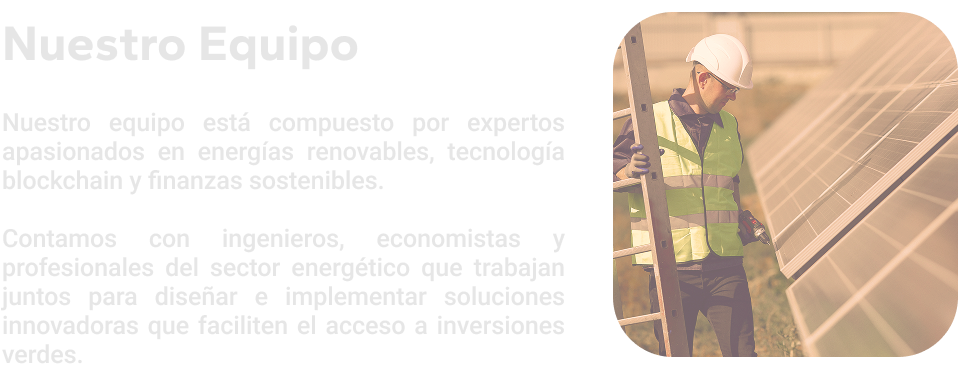 Nuestro Equipo
Nuestro equipo está compuesto por expertos
apasionados en energías renovables, tecnología
blockchain y finanzas sostenibles.
Contamos con ingenieros, economistas y
profesionales del sector energético que trabajan
juntos para diseñar e implementar soluciones
innovadoras que faciliten el acceso a inversiones
verdes.